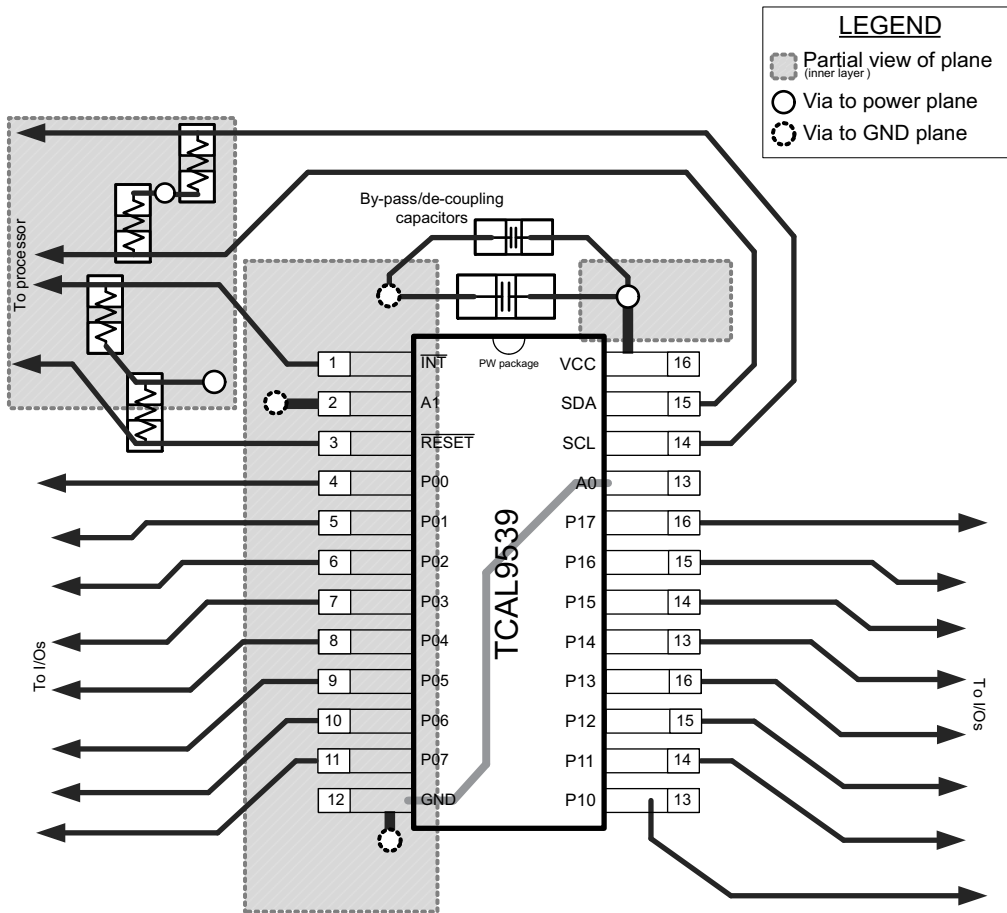 LEGEND
Partial view of plane
(inner layer )
Via to power plane
Via to GND plane
By-pass/de-coupling
capacitors
To processor
PW package
1 INT VCC 16
2 A1 SDA 15
3 RESET SCL 14
4 P00 A0 13
5 P01 P17 16
6 P02 P16 15
7 P03 P15 14
8 P04 P14 13
9 P05 P13 16
10 P06 P12 15
11 P07 P11 14
12 GND P10 13
TCAL9539
To I/Os
To I/Os